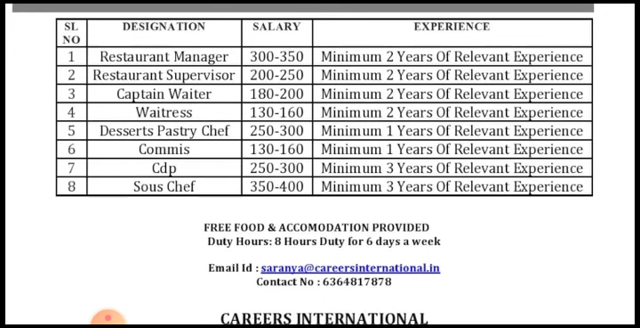 SL NO DESIGNATION SALARY EXPERIENCE
1 Restaurant Manager 300-350 Minimum 2 Years Of Relevant Experience
2 Restaurant Supervisor 200-250 Minimum 2 Years Of Relevant Experience
3 Captain Waiter 180-200 Minimum 2 Years Of Relevant Experience
4 Waitress 130-160 Minimum 2 Years Of Relevant Experience
5 Desserts Pastry Chef 250-300 Minimum 1 Years Of Relevant Experience
6 Commis 130-160 Minimum 1 Years Of Relevant Experience
7 Cdp 250-300 Minimum 3 Years Of Relevant Experience
8 Sous Chef 350-400 Minimum 3 Years Of Relevant Experience
FREE FOOD & ACCOMODATION PROVIDED
Duty Hours: 8 Hours Duty for 6 days a week
Email Id : saranya@careersinternational.in
Contact No : 6364817878
CAREERS INTERNATIONAL